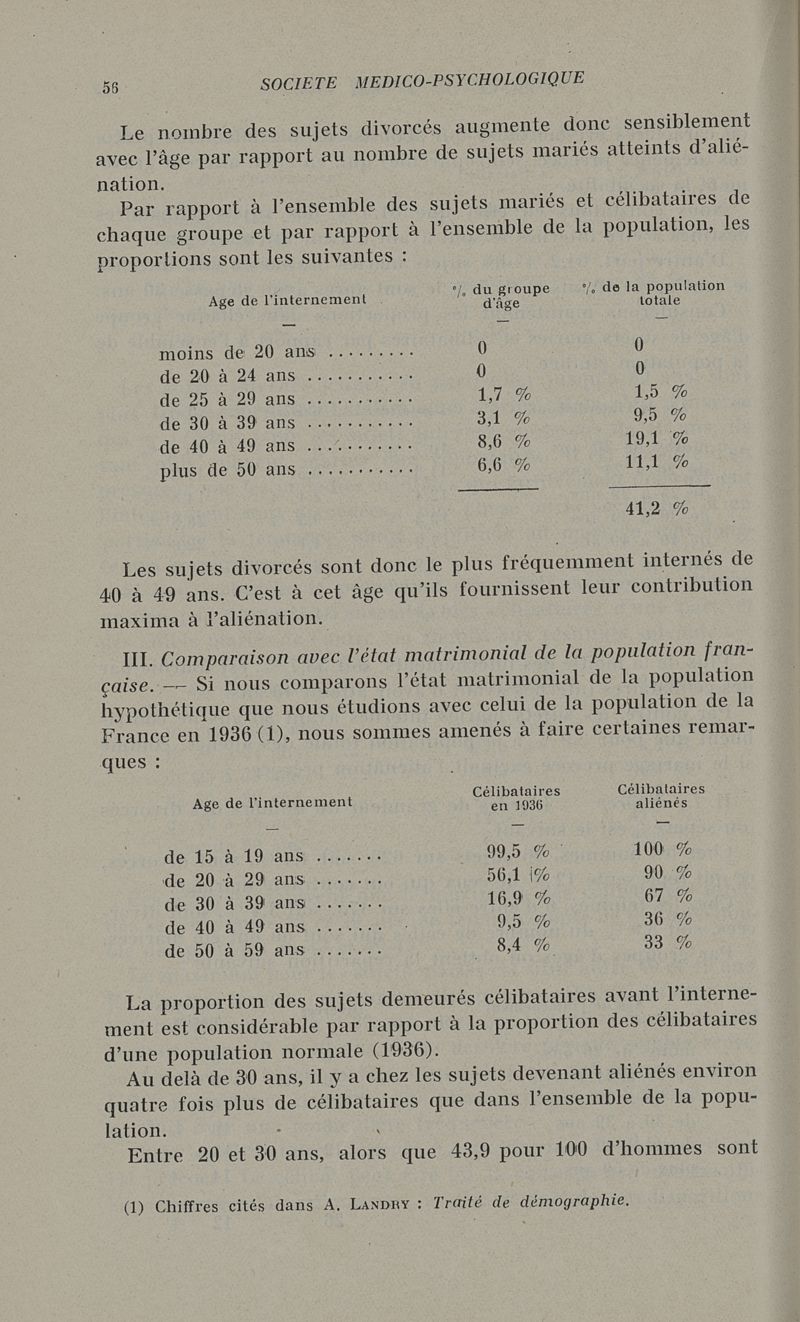 56 SOCIETE MEDICO-PSYCHOLOGIQUE
Le nombre des sujets divorcés augmente donc sensiblement
avec l'âge par rapport au nombre de sujets mariés atteints d'alié-
nation.
Par rapport à l'ensemble des sujets mariés et célibataires de
chaque groupe et par rapport à l'ensemble de la population, les
proportions sont les suivantes :
Age de l'internement °/o du groupe d'âge °/o de la population totale
— — —
moins de 20 ans ......... 0 0
de 20 à 24 ans ........... 0 0
de 25 à 29 ans ........... 1,7 % 1,5 %
de 30 à 39 ans ........... 3,1 % 9,5 %
de 40 à 49 ans ........... 8,6 % 19,1 %
plus de 50 ans ........... 6,6 % 11,1 %
41,2 %
Les sujets divorcés sont donc le plus fréquemment internés de
40 à 49 ans. C'est à cet âge qu'ils fournissent leur contribution
maxima à l'aliénation.
III. Comparaison avec l'état matrimonial de la population fran-
çaise. — Si nous comparons l'état matrimonial de la population
hypothétique que nous étudions avec celui de la population de la
France en 1936 (1), nous sommes amenés à faire certaines remar-
ques :
Age de l'internement Célibataires en 1936 Célibataires aliénés
— — —
de 15 à 19 ans ....... 99,5 % 100 %
de 20 à 29 ans ....... 56,1 % 90 %
de 30 à 39 ans ....... 16,9 % 67 %
de 40 à 49 ans ....... 9,5 % 36 %
de 50 à 59 ans ....... 8,4 % 33 %
La proportion des sujets demeurés célibataires avant l'interne-
ment est considérable par rapport à la proportion des célibataires
d'une population normale (1936).
Au delà de 30 ans, il y a chez les sujets devenant aliénés environ
quatre fois plus de célibataires que dans l'ensemble de la popu-
lation.
Entre 20 et 30 ans, alors que 43,9 pour 100 d'hommes sont
(1) Chiffres cités dans A. LANDRY : Traité de démographie.